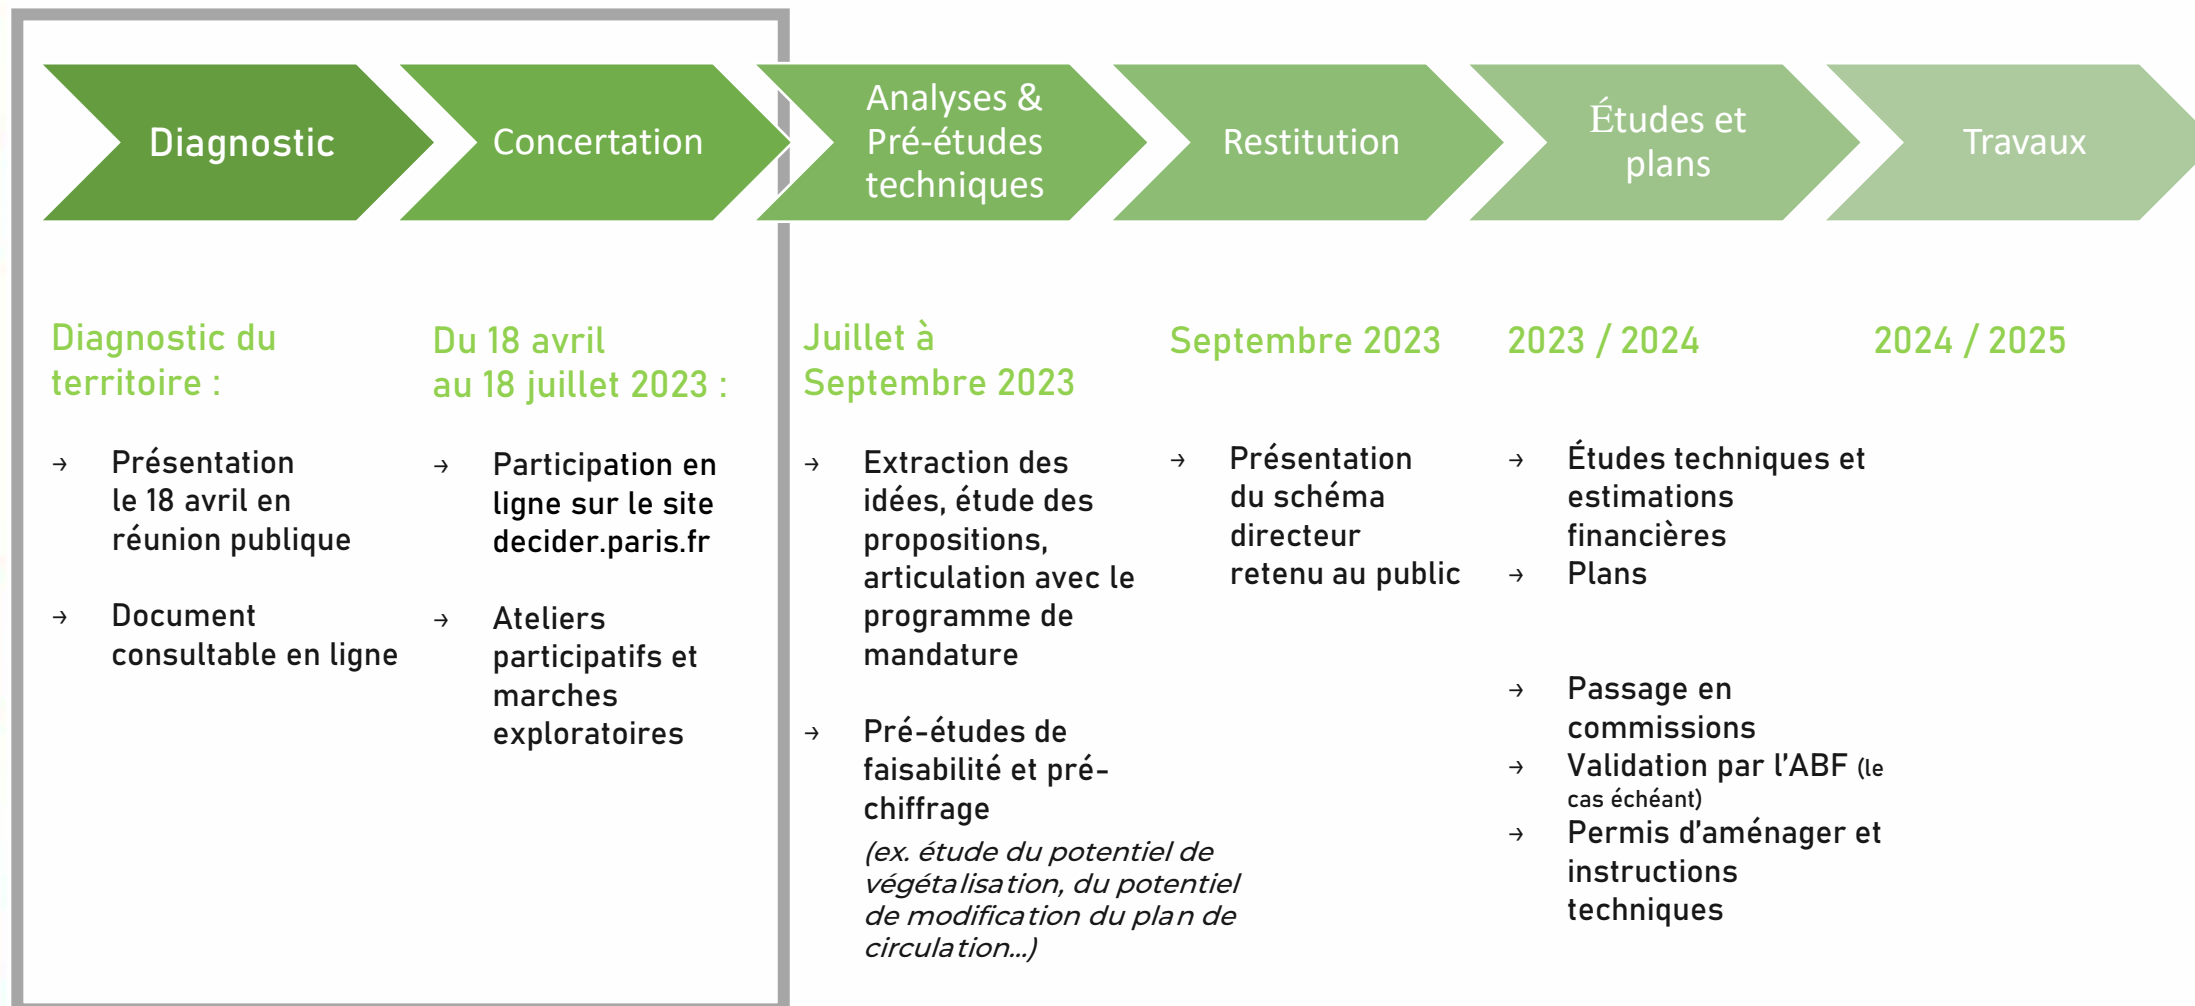 Diagnostic
Concertation
Analyses &
Pré-études
techniques
Restitution
Études et
plans
Travaux
Diagnostic du
territoire :
→ Présentation
le 18 avril en
réunion publique
→ Document
consultable en ligne
Du 18 avril
au 18 juillet 2023 :
→ Participation en
ligne sur le site
decider.paris.fr
→ Ateliers
participatifs et
marches
exploratoires
Juillet à
Septembre 2023
→ Extraction des
idées, étude des
propositions,
articulation avec le
programme de
mandature
→ Pré-études de
faisabilité et pré-
chiffrage
(ex. étude du potentiel de
végétalisation, du potentiel
de modification du plan de
circulation...)
Septembre 2023
→ Présentation
du schéma
directeur
retenu au public
2023 / 2024
→ Études techniques et
estimations
financières
→ Plans
→ Passage en
commissions
→ Validation par l'ABF (le
cas échéant)
→ Permis d'aménager et
instructions
techniques
2024 / 2025